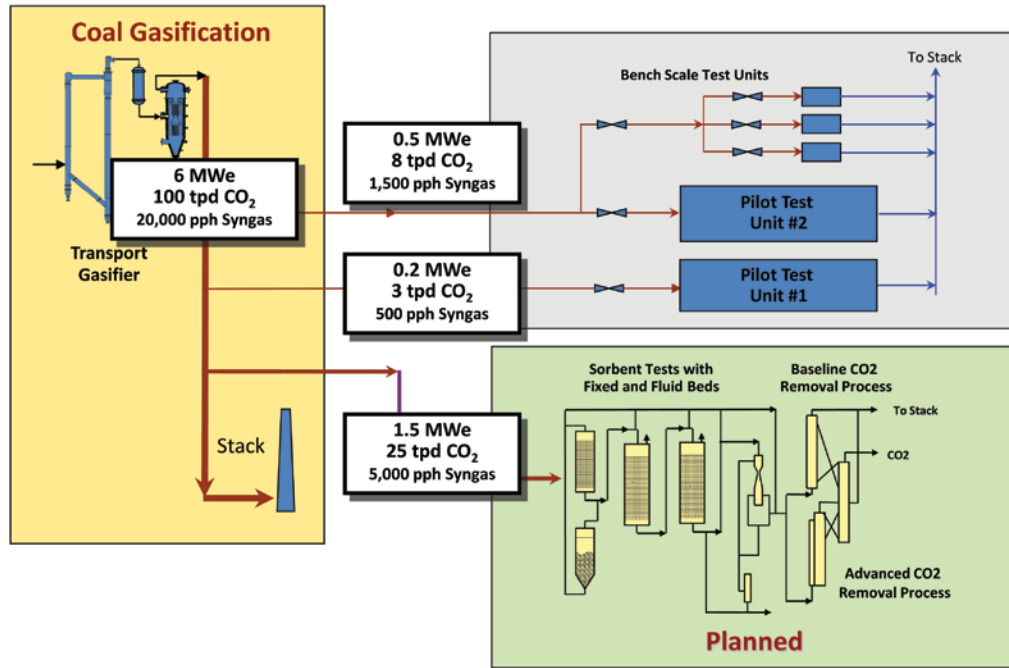 Coal Gasification
6 MWe
100 tpd CO₂
20,000 pph Syngas
Transport
Gasifier
Stack
0.5 MWe
8 tpd CO₂
1,500 pph Syngas
0.2 MWe
3 tpd CO₂
500 pph Syngas
1.5 MWe
25 tpd CO₂
5,000 pph Syngas
To Stack
Bench Scale Test Units
Pilot Test
Unit #2
Pilot Test
Unit #1
Sorbent Tests with
Fixed and Fluid Beds
Baseline CO2
Removal Process
To Stack
CO2
Advanced CO2
Removal Process
Planned